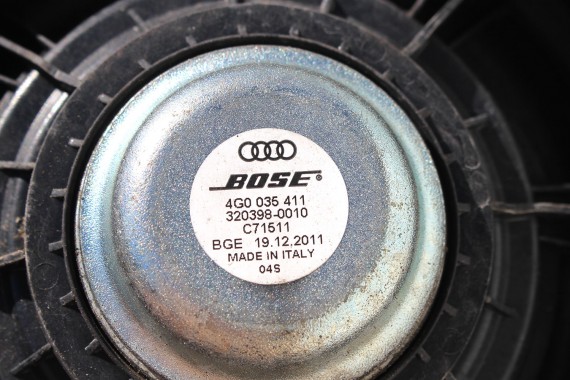 BOSE
4G0 035 411
320398-0010
C71511
BGE 19.12.2011
MADE IN ITALY
04S